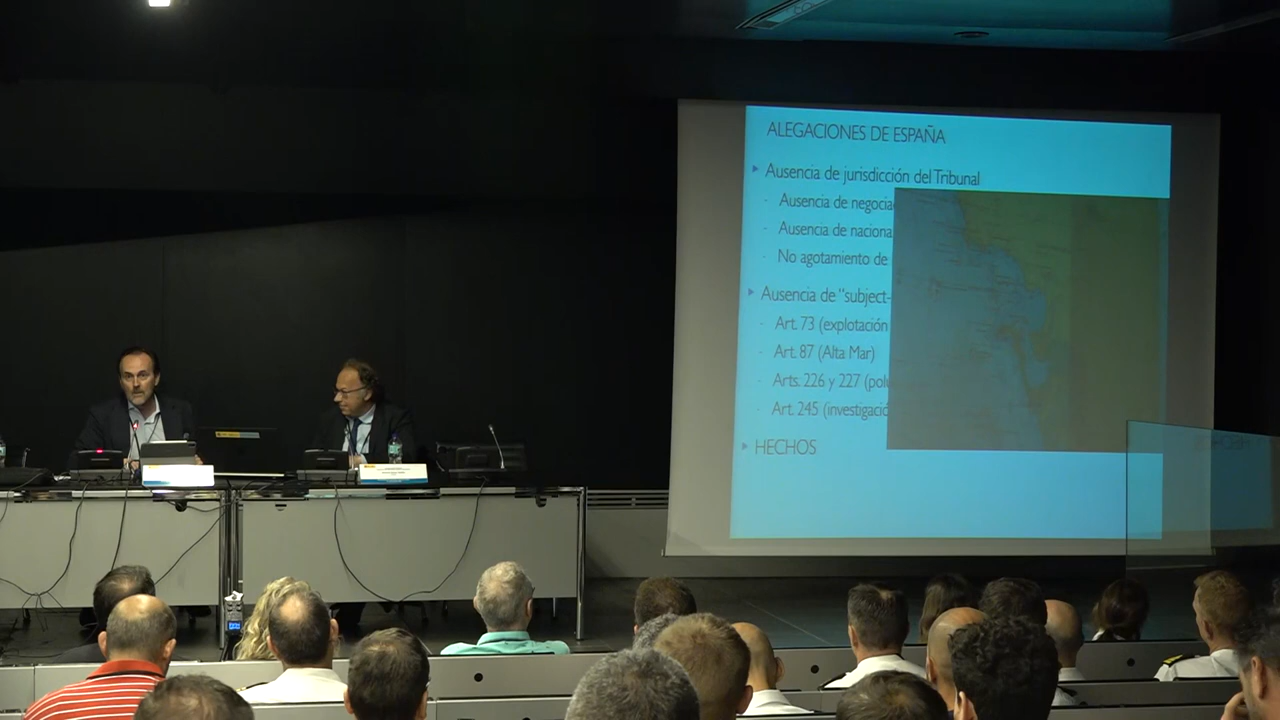 ALEGACIONES DE ESPAÑA
Ausencia de jurisdicción del Tribunal
Ausencia de negocia
Ausencia de naciona
No agotamiento de
Ausencia de "subject-
Art. 73 (explotación
Art. 87 (Alta Mar)
Arts. 226 y 227 (polu
Art. 245 (investigació
HECHOS